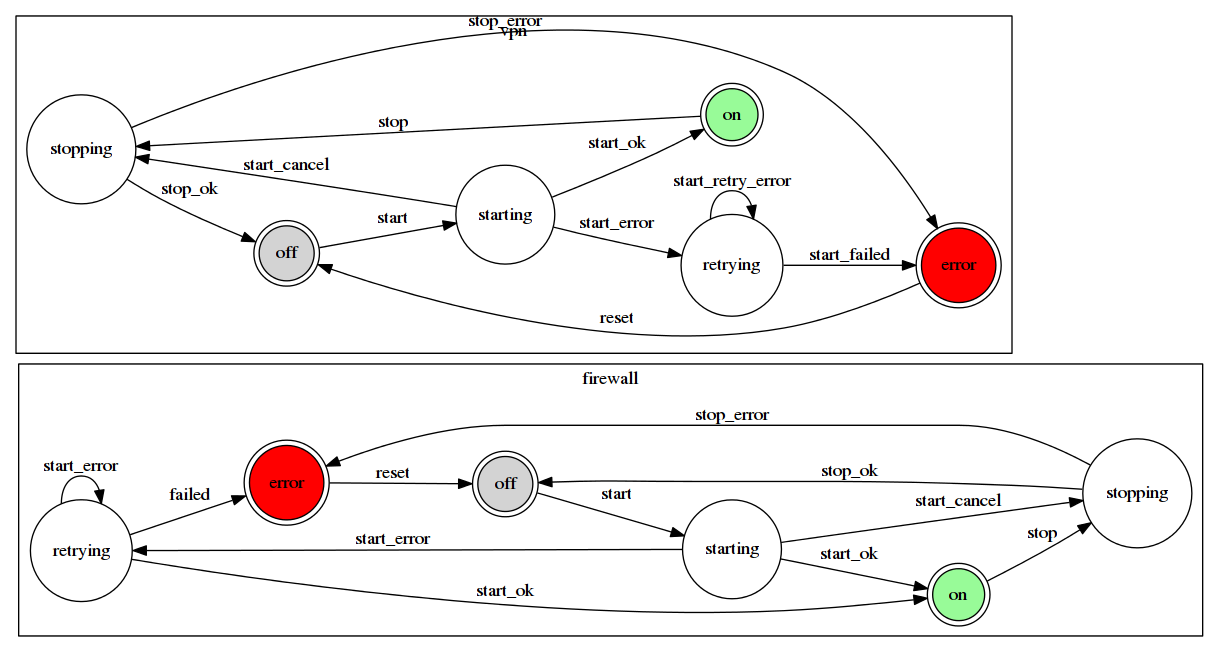 stop_error
vpn
on
stop
start_ok
stopping
start_cancel
start_retry_error
stop_ok
start
starting
start_error
off
retrying
start_failed
error
reset
firewall
stop_error
start_error
reset
stop_ok
failed
error
off
start
start_cancel
stopping
retrying
start_error
starting
start_ok
stop
start_ok
on